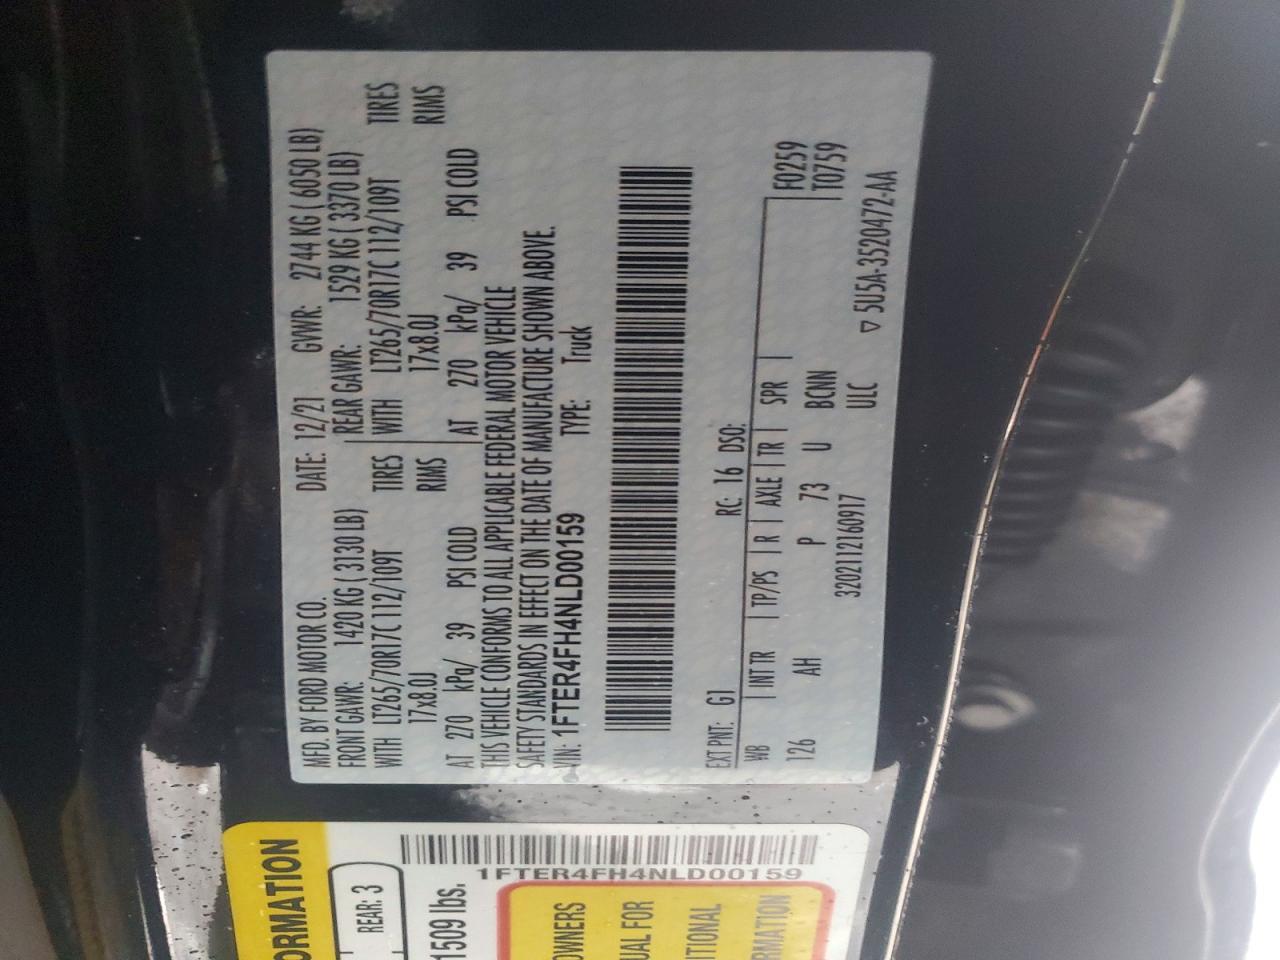 MFD. BY FORD MOTOR CO.
DATE: 12/21 GVWR: 2744 KG ( 6050 LB)
FRONT GAWR: 1420 KG ( 3130 LB) REAR GAWR: 1529 KG ( 3370 LB)
WITH LT265/70R17C 112/109T TIRES WITH LT265/70R17C 112/109T TIRES
17x8.0J RIMS 17x8.0J RIMS
AT 270 kPa/ 39 PSI COLD AT 270 kPa/ 39 PSI COLD
THIS VEHICLE CONFORMS TO ALL APPLICABLE FEDERAL MOTOR VEHICLE
SAFETY STANDARDS IN EFFECT ON THE DATE OF MANUFACTURE SHOWN ABOVE.
VIN: 1FTER4FH4NLD00159 TYPE: Truck
EXT PNT: G1 RC: 16 DSO:
WB | INT TR | TP/PS | R | AXLE | TR | SPR | F0259
126 AH P 73 U BCNN T0759
3202112160917 ULC
▽ 5U5A-3520472-AA
ORMATION
REAR: 3
1509 lbs.
1FTER4FH4NLD00159
OWNERS
UAL FOR
ITIONAL
RMATION